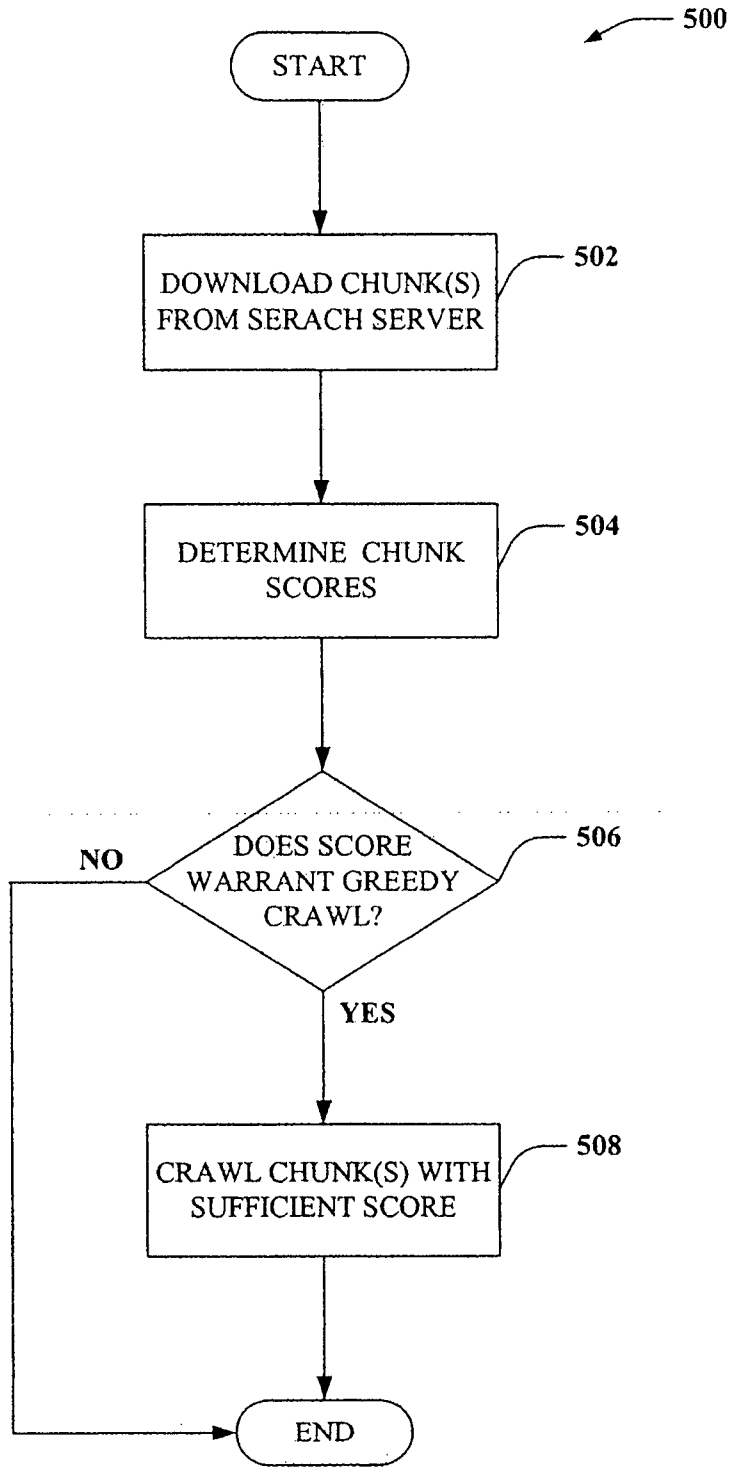 500
START
502
DOWNLOAD CHUNK(S)
FROM SERACH SERVER
504
DETERMINE CHUNK
SCORES
506
DOES SCORE
WARRANT GREEDY
CRAWL?
NO
YES
508
CRAWL CHUNK(S) WITH
SUFFICIENT SCORE
END